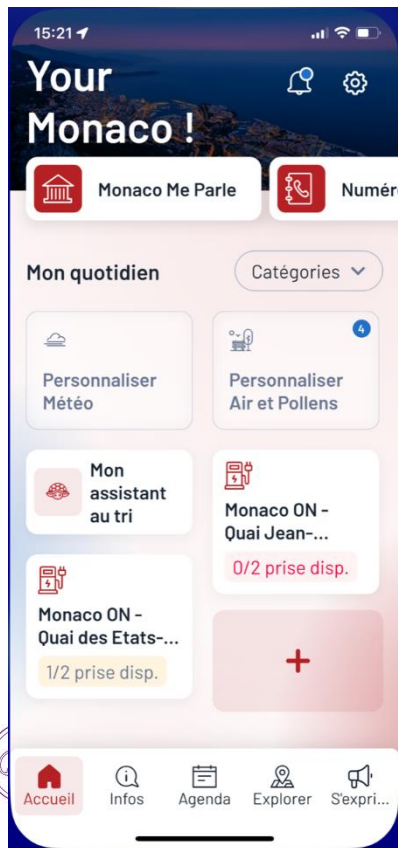 15:21
Your
Monaco !
Monaco Me Parle
Numér
Mon quotidien
Catégories
Personnaliser
Météo
4
Personnaliser
Air et Pollens
Mon
assistant
au tri
Monaco ON -
Quai Jean-...
0/2 prise disp.
Monaco ON -
Quai des Etats-...
1/2 prise disp.
Accueil
Infos
Agenda
Explorer
S'expri...